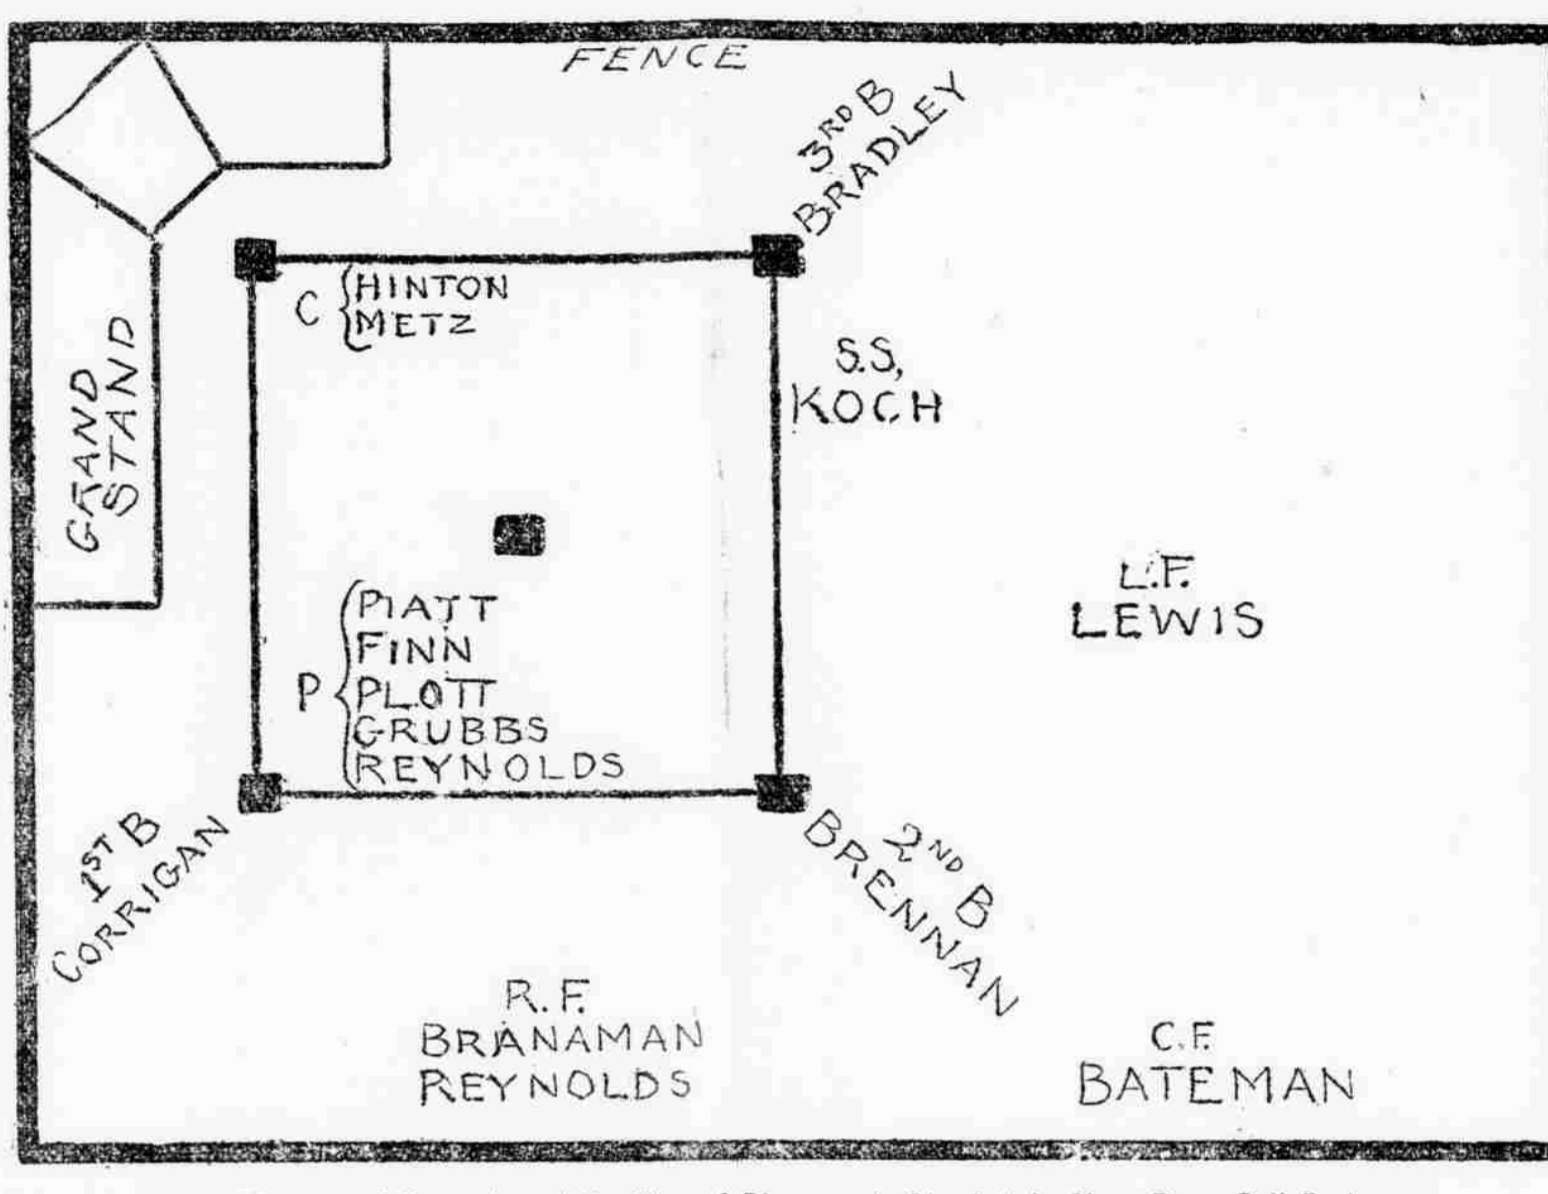 FENCE
3RD B
BRADLEY
C { HINTON
METZ
S.S,
KOCH
GRAND
STAND
L.F.
LEWIS
P { PIATT
FINN
PLOTT
GRUBBS
REYNOLDS
1ST B
CORRIGAN
2ND B
BRENNAN
R.F.
BRANAMAN
REYNOLDS
C.F.
BATEMAN